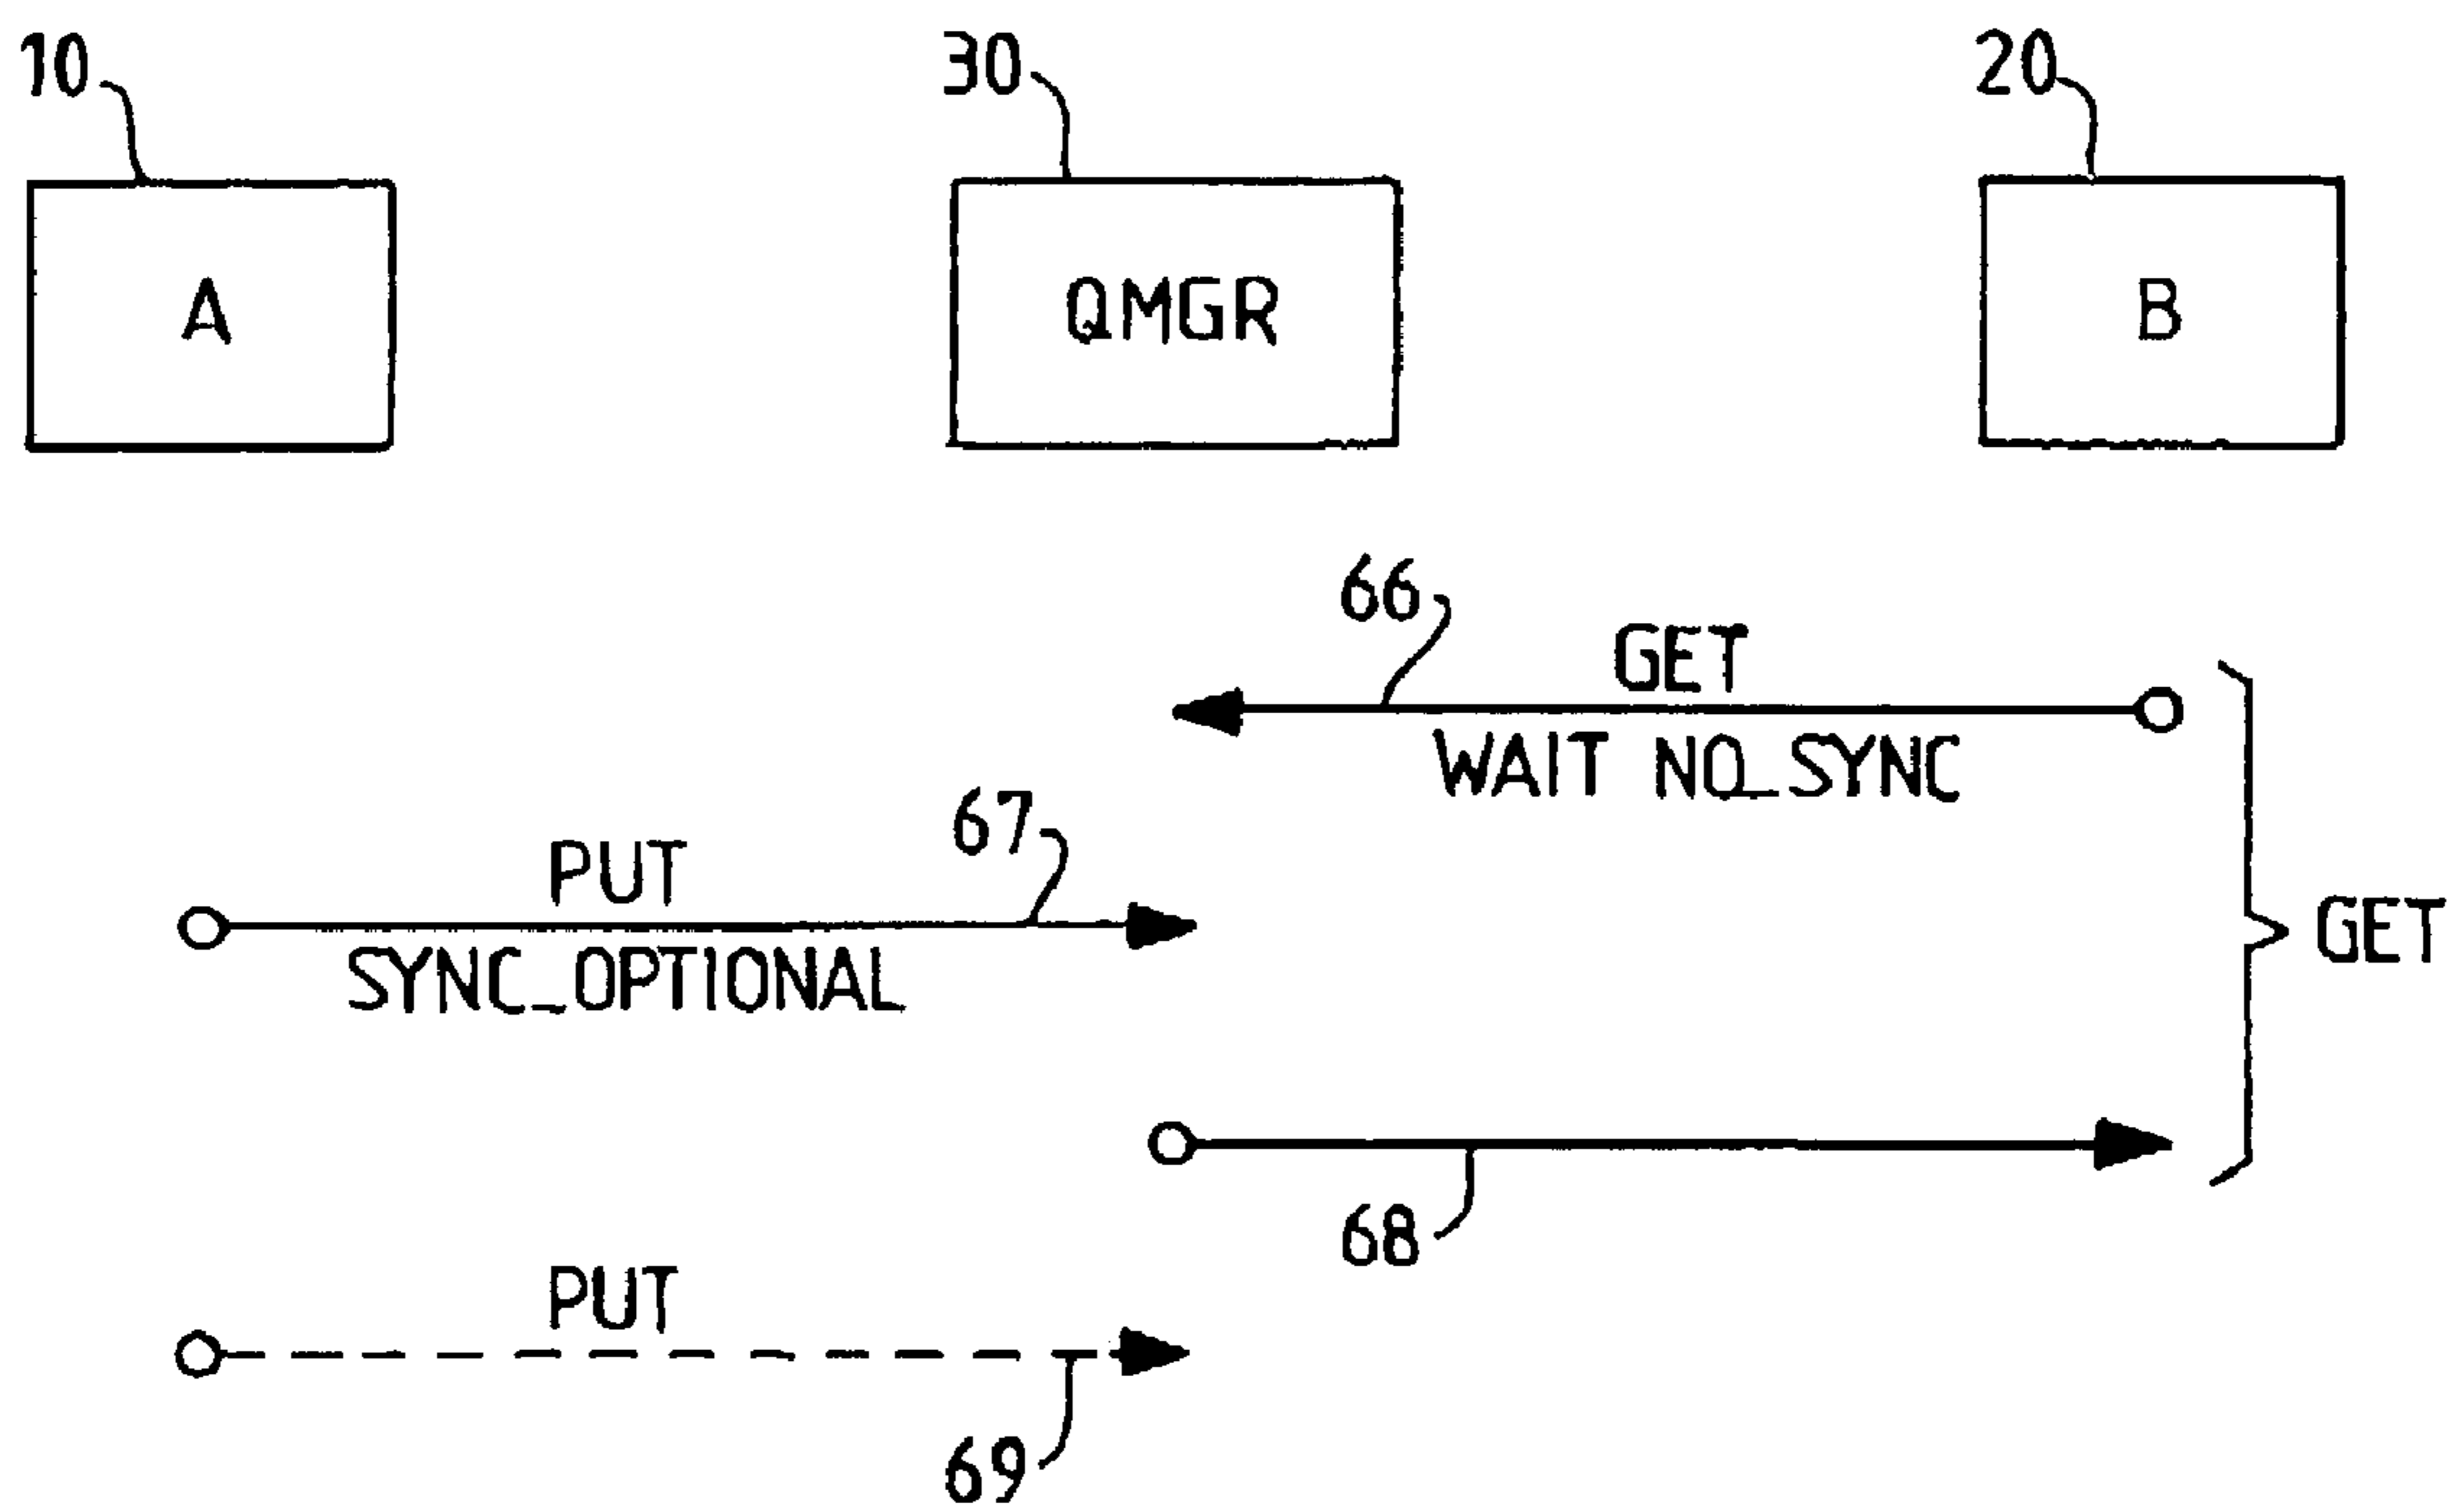 10
30
20
A
QMGR
B
66
GET
WAIT NO_SYNC
67
PUT
SYNC_OPTIONAL
GET
68
PUT
69